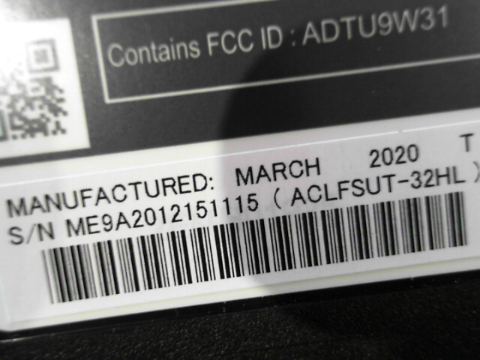 Contains FCC ID : ADTU9W31
MANUFACTURED: MARCH 2020 T
S/N ME9A2012151115 ( ACLFSUT-32HL )